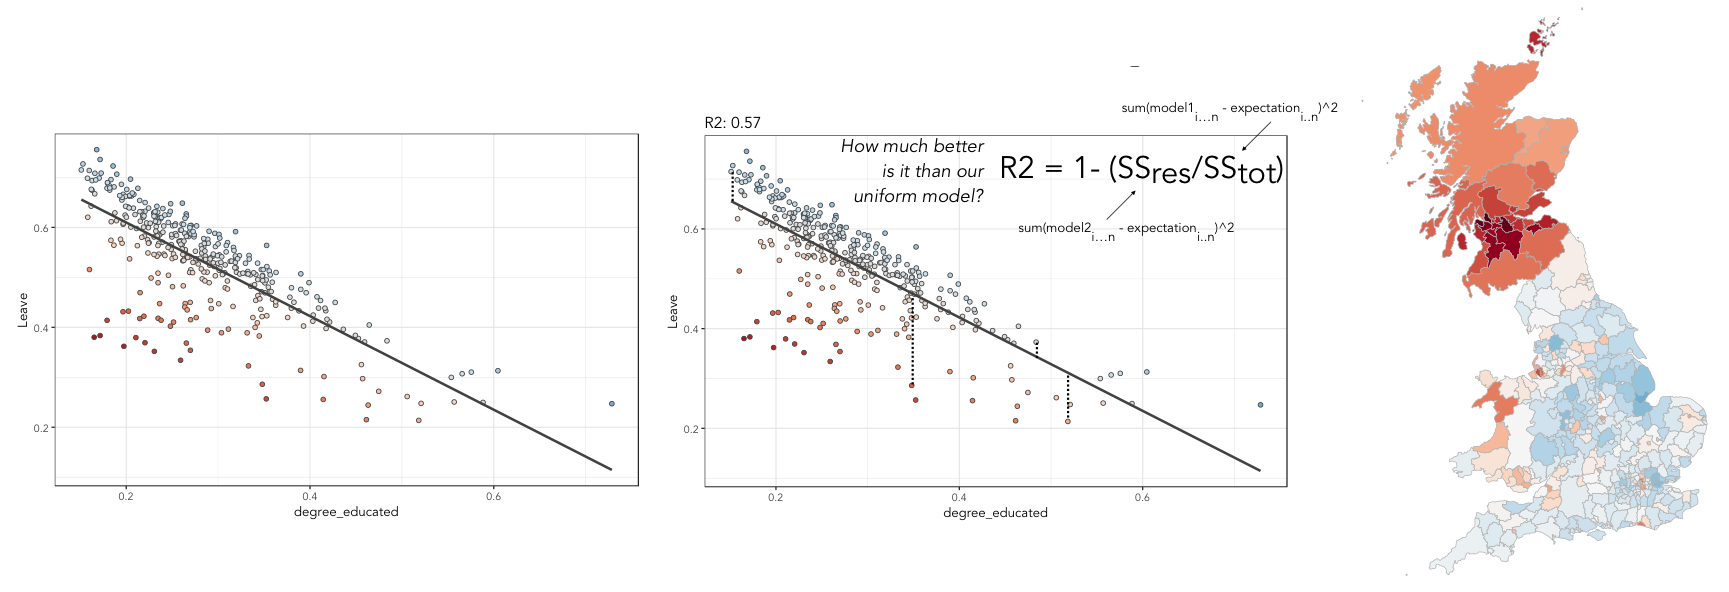 0.6
0.4
0.2
Leave
0.2
0.4
0.6
degree_educated
R2: 0.57
How much better
is it than our
uniform model?
sum(model1i...n - expectationi..n)^2
R2 = 1- (SSres/SStot)
sum(model2i...n - expectationi..n)^2
0.6
0.4
0.2
Leave
0.2
0.4
0.6
degree_educated